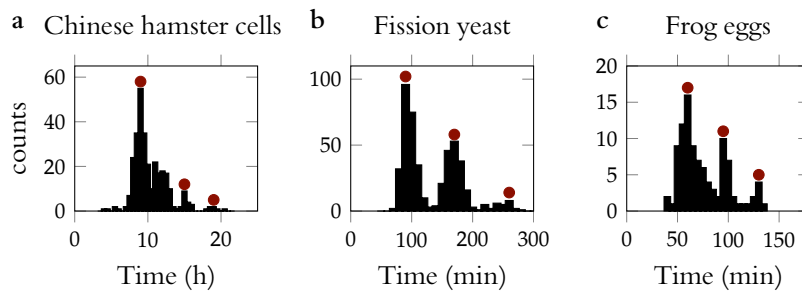 a Chinese hamster cells
counts
60
40
20
0
0 10 20
Time (h)
b Fission yeast
100
50
0
0 100 200 300
Time (min)
c Frog eggs
20
15
10
5
0
0 50 100 150
Time (min)